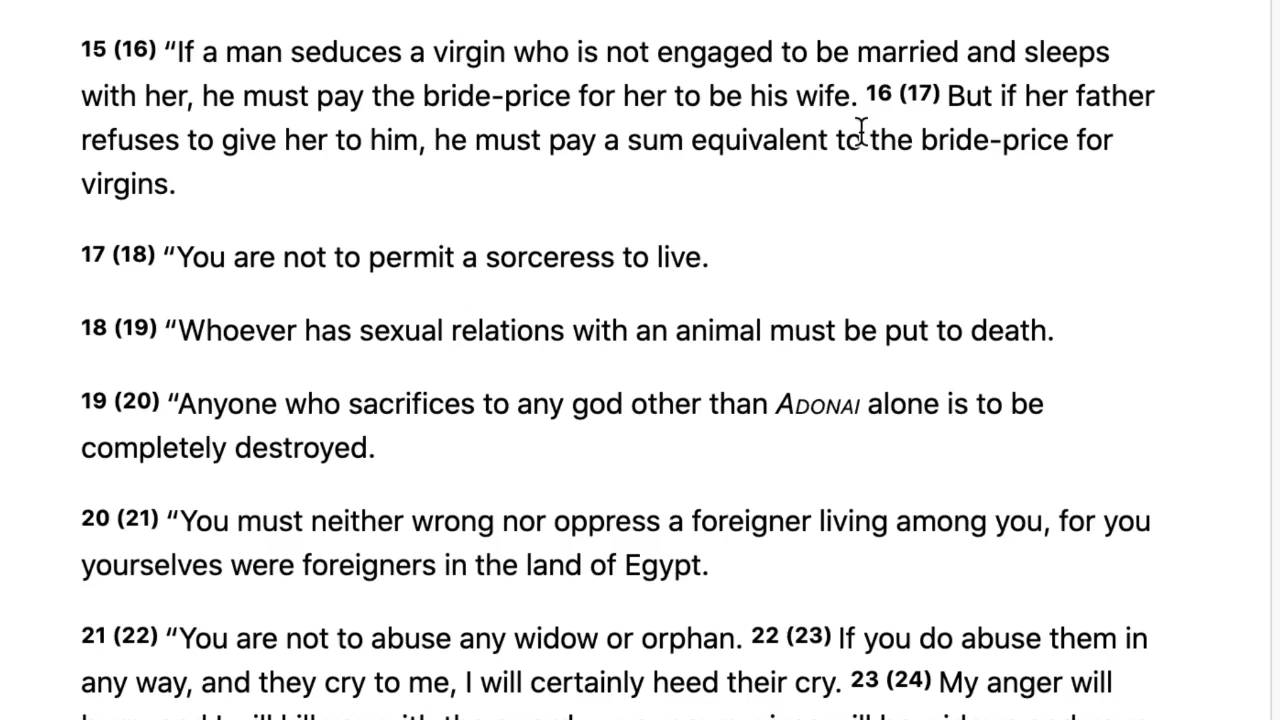 15 (16) “If a man seduces a virgin who is not engaged to be married and sleeps
with her, he must pay the bride-price for her to be his wife. 16 (17) But if her father
refuses to give her to him, he must pay a sum equivalent to the bride-price for
virgins.
17 (18) “You are not to permit a sorceress to live.
18 (19) “Whoever has sexual relations with an animal must be put to death.
19 (20) “Anyone who sacrifices to any god other than ADONAI alone is to be
completely destroyed.
20 (21) “You must neither wrong nor oppress a foreigner living among you, for you
yourselves were foreigners in the land of Egypt.
21 (22) “You are not to abuse any widow or orphan. 22 (23) If you do abuse them in
any way, and they cry to me, I will certainly heed their cry. 23 (24) My anger will